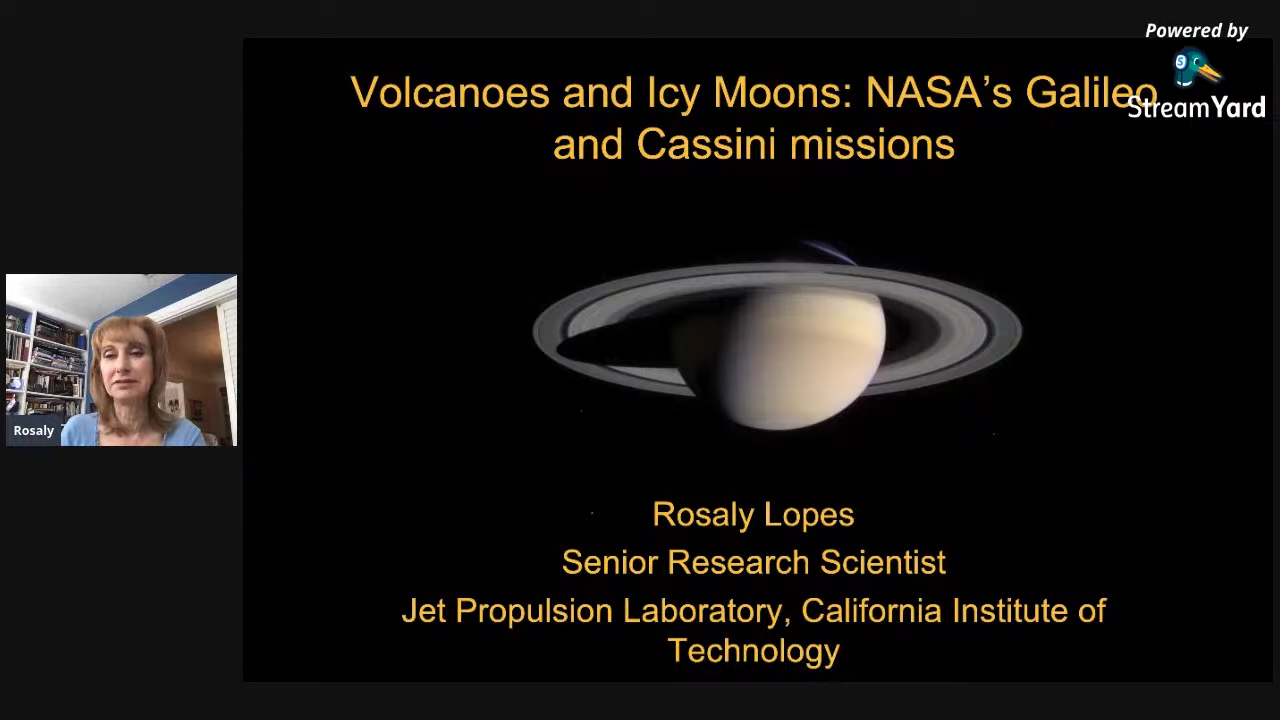 Powered by
StreamYard
Volcanoes and Icy Moons: NASA’s Galileo
and Cassini missions
Rosaly
Rosaly Lopes
Senior Research Scientist
Jet Propulsion Laboratory, California Institute of
Technology